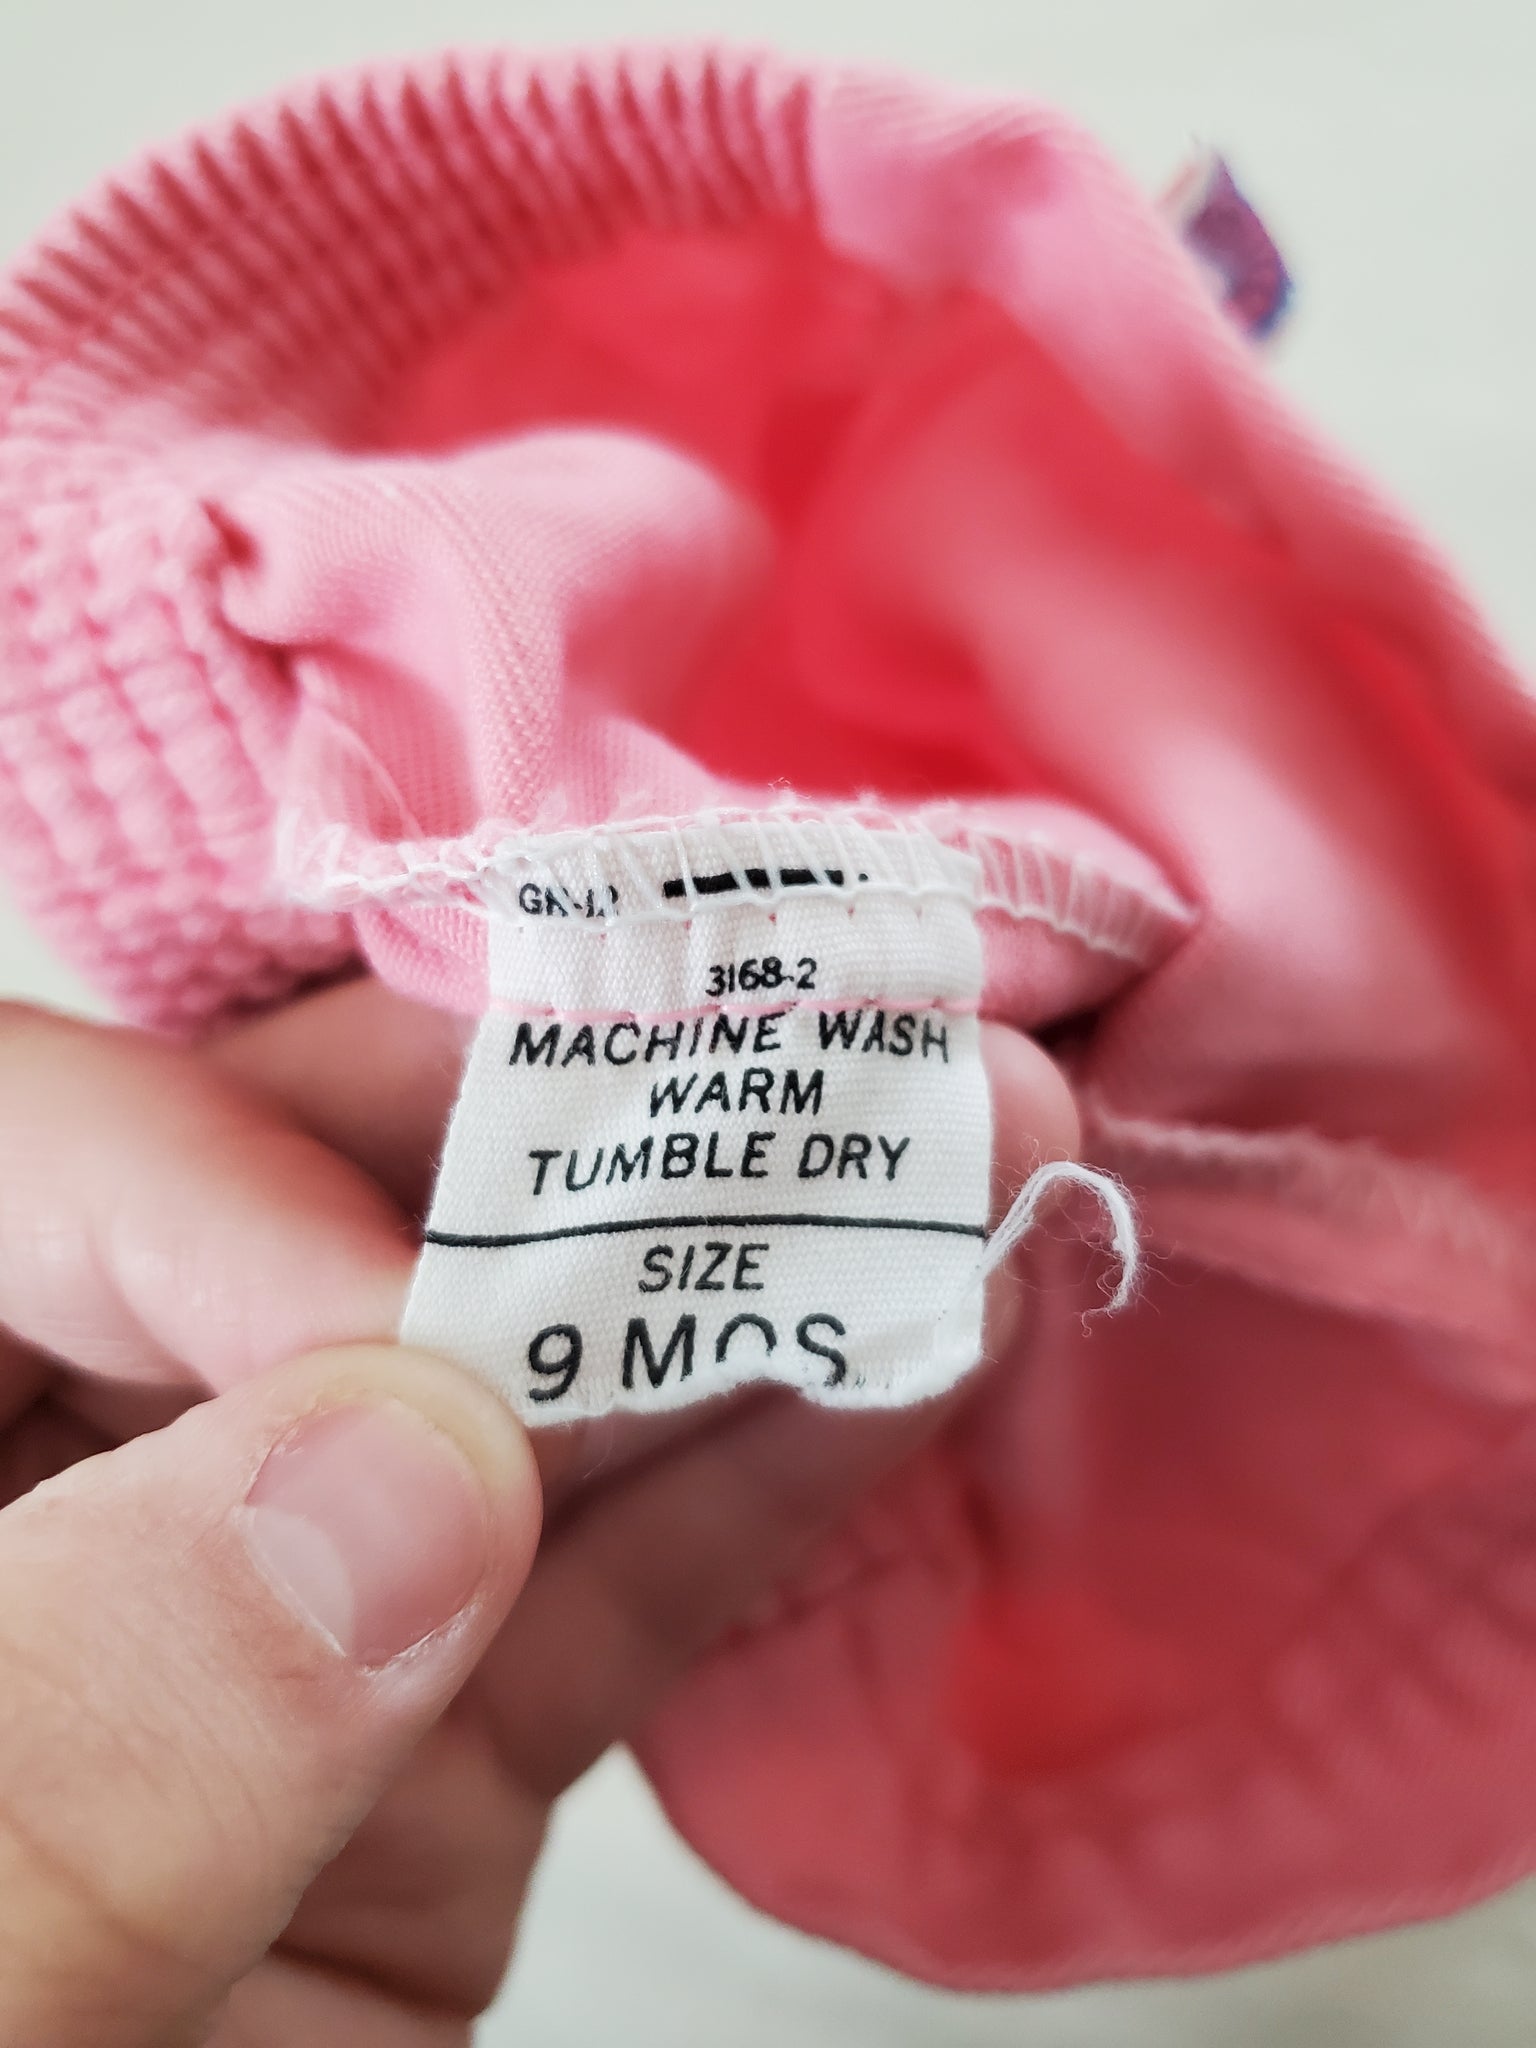 3168-2
MACHINE WASH
WARM
TUMBLE DRY
SIZE
9 MOS